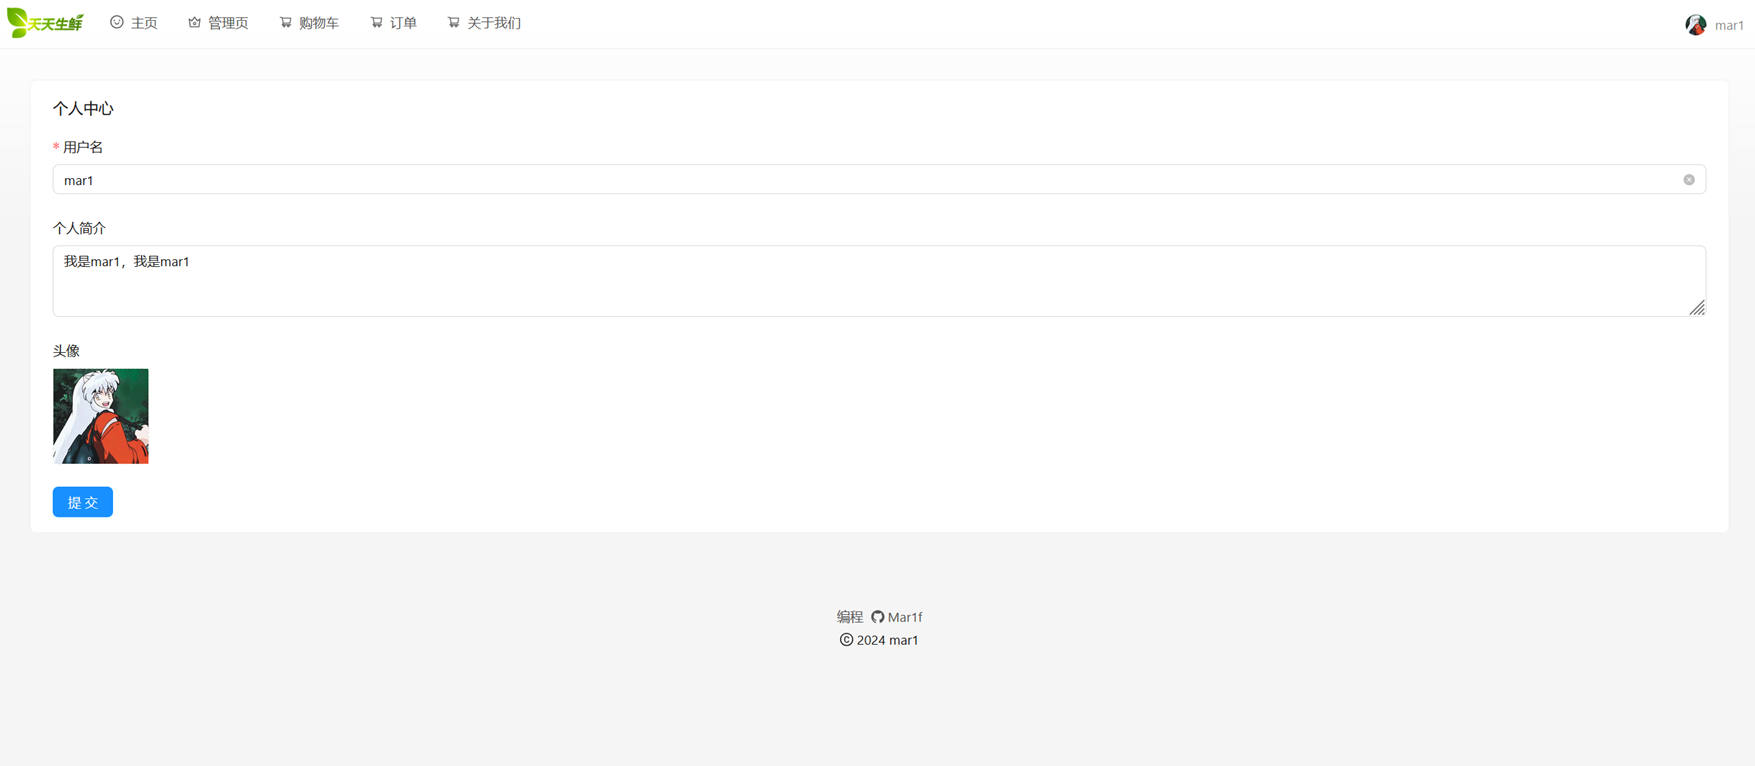 天天生鲜 主页 管理页 购物车 订单 关于我们 mar1
个人中心
* 用户名
mar1
个人简介
我是mar1，我是mar1
头像
提 交
编程 Mar1f
© 2024 mar1